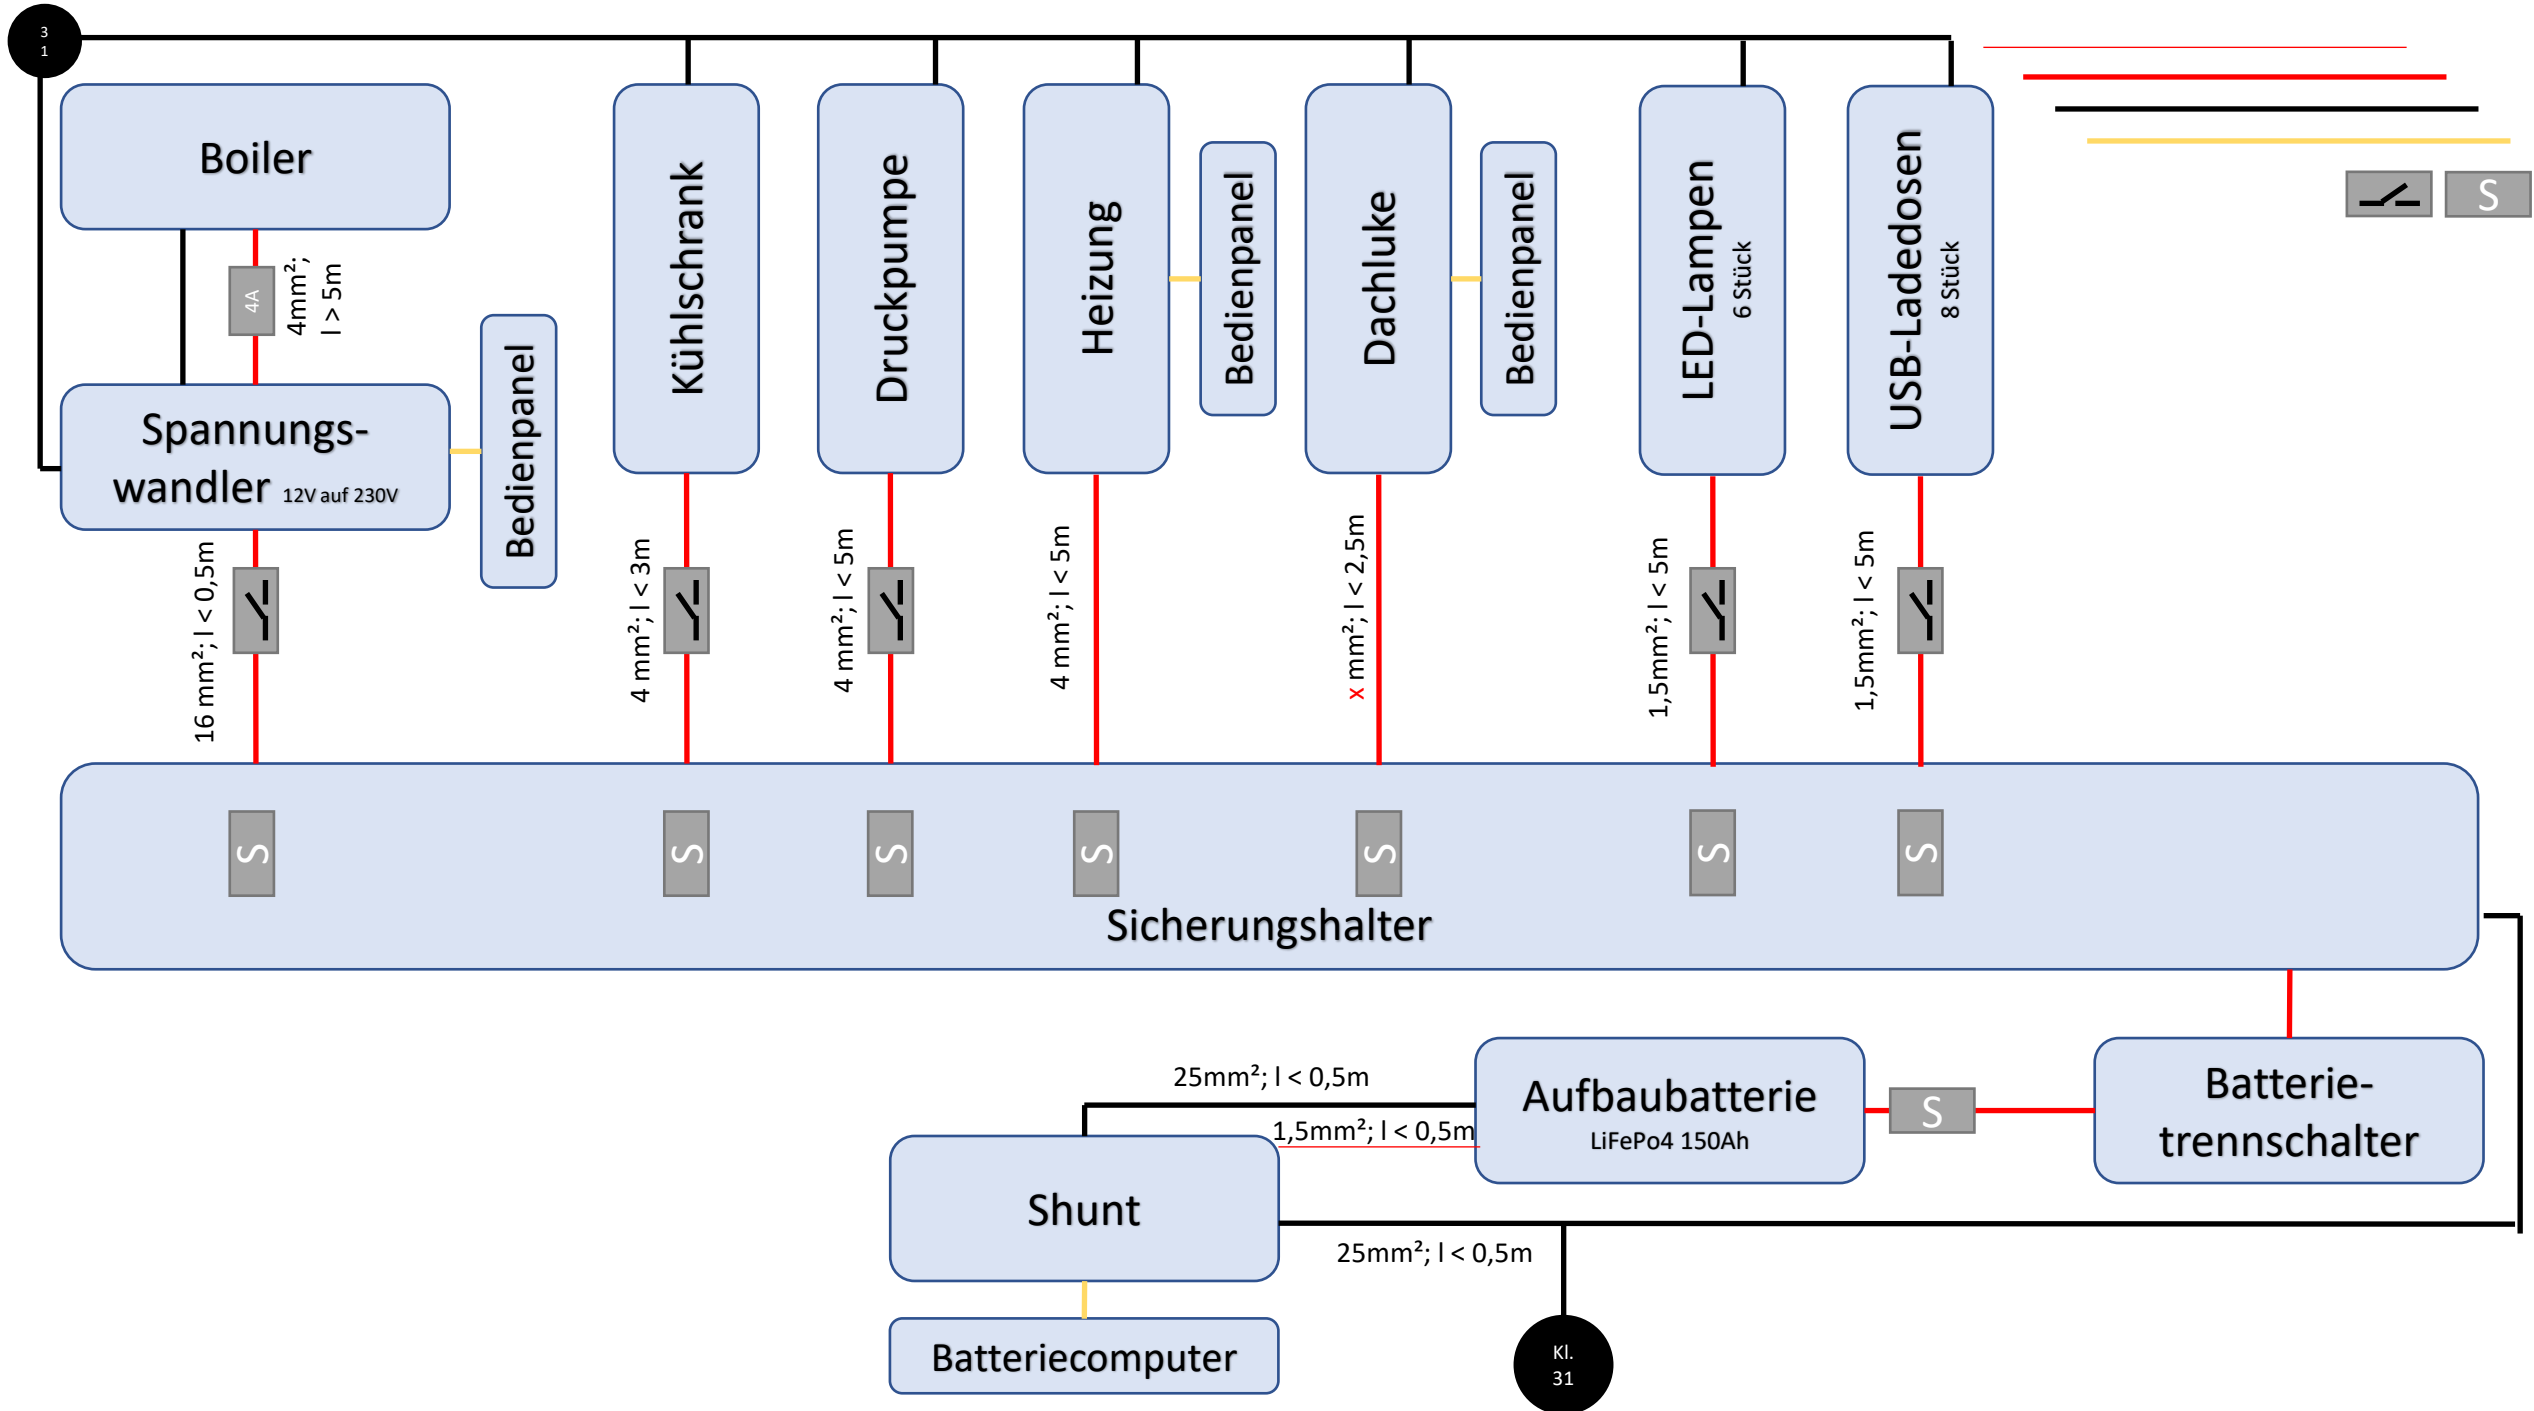 3
1
Boiler
4A
4mm²;
l > 5m
Spannungs-
wandler 12V auf 230V
Bedienpanel
16 mm²; l < 0,5m
Kühlschrank
4 mm²; l < 3m
Druckpumpe
4 mm²; l < 5m
Heizung
Bedienpanel
4 mm²; l < 5m
Dachluke
Bedienpanel
x mm²; l < 2,5m
LED-Lampen
6 Stück
1,5mm²; l < 5m
USB-Ladedosen
8 Stück
1,5mm²; l < 5m
S
S
S
S
S
S
S
S
Sicherungshalter
25mm²; l < 0,5m
1,5mm²; l < 0,5m
Aufbaubatterie
LiFePo4 150Ah
S
Batterie-
trennschalter
Shunt
25mm²; l < 0,5m
Batteriecomputer
Kl.
31